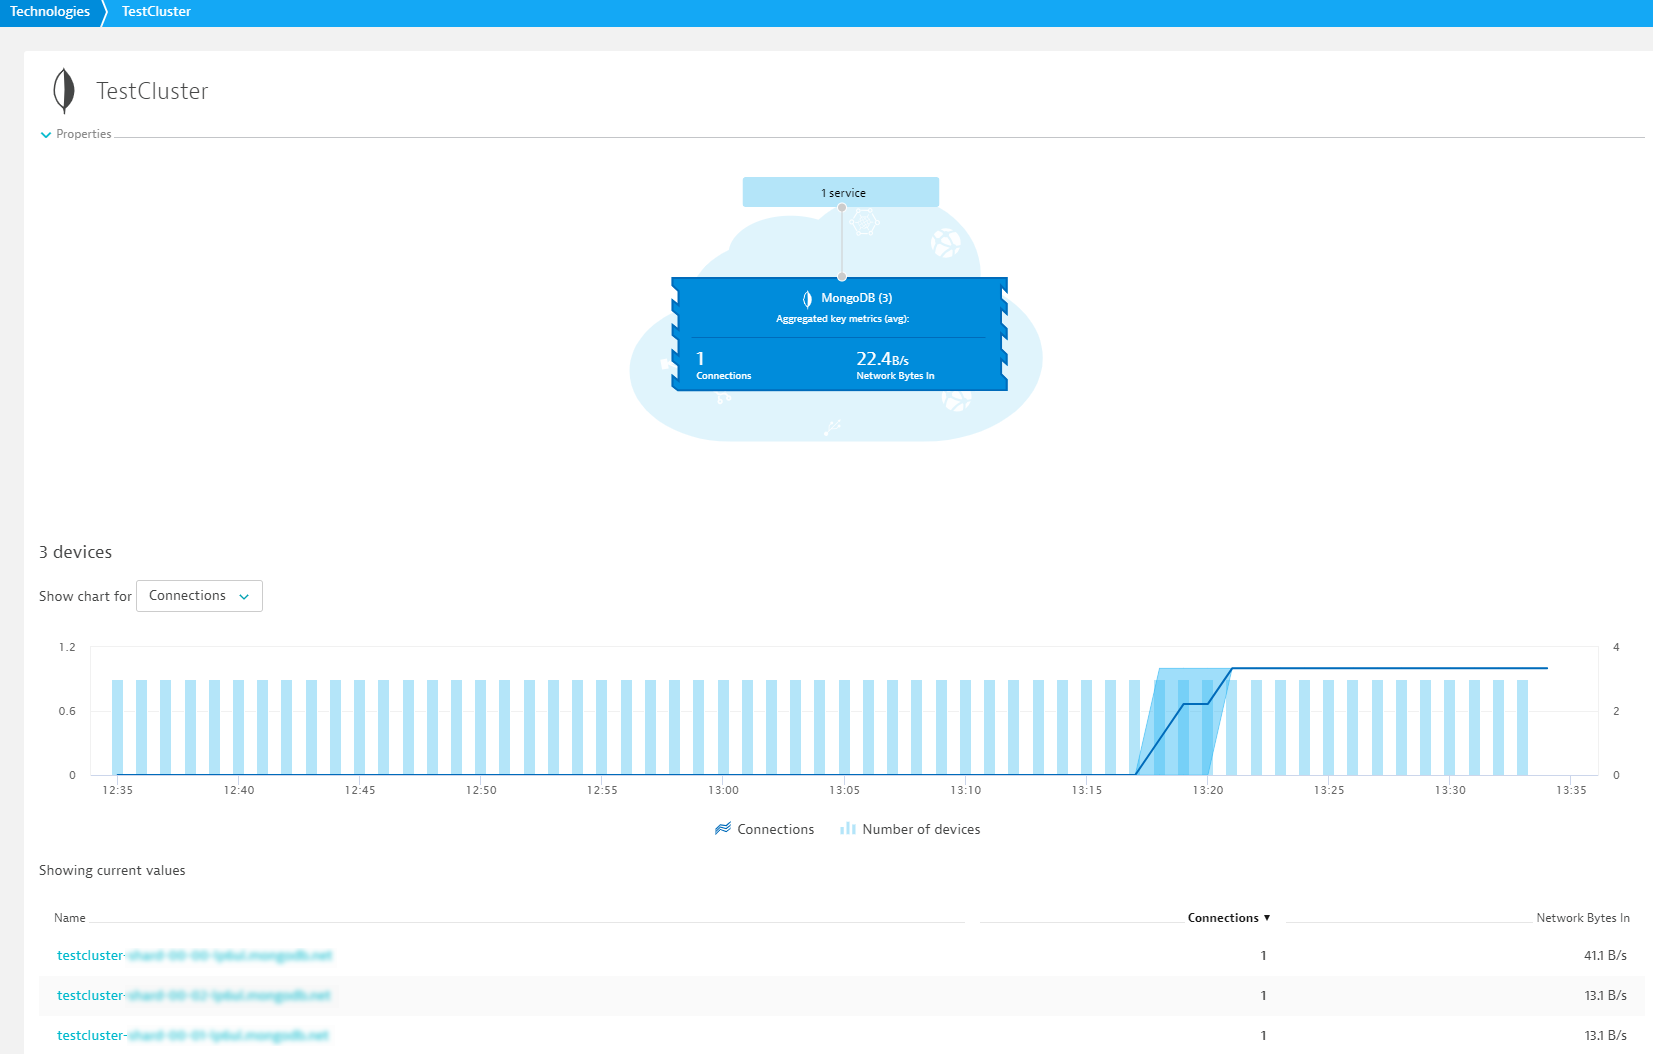 Technologies TestCluster
TestCluster
Properties
1 service
MongoDB (3)
Aggregated key metrics (avg):
1 22.4B/s
Connections Network Bytes In
3 devices
Show chart for Connections
1.2 4
0.6 2
0 0
12:35 12:40 12:45 12:50 12:55 13:00 13:05 13:10 13:15 13:20 13:25 13:30 13:35
Connections Number of devices
Showing current values
Name Connections ▼ Network Bytes In
testcluster- 1 41.1 B/s
testcluster- 1 13.1 B/s
testcluster- 1 13.1 B/s